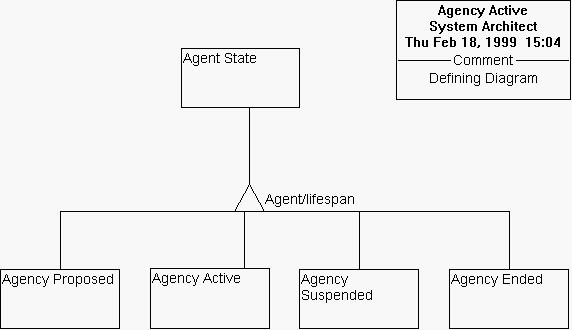 Agency Active
System Architect
Thu Feb 18, 1999 15:04
Comment
Defining Diagram
Agent State
Agent/lifespan
Agency Proposed
Agency Active
Agency
Suspended
Agency Ended